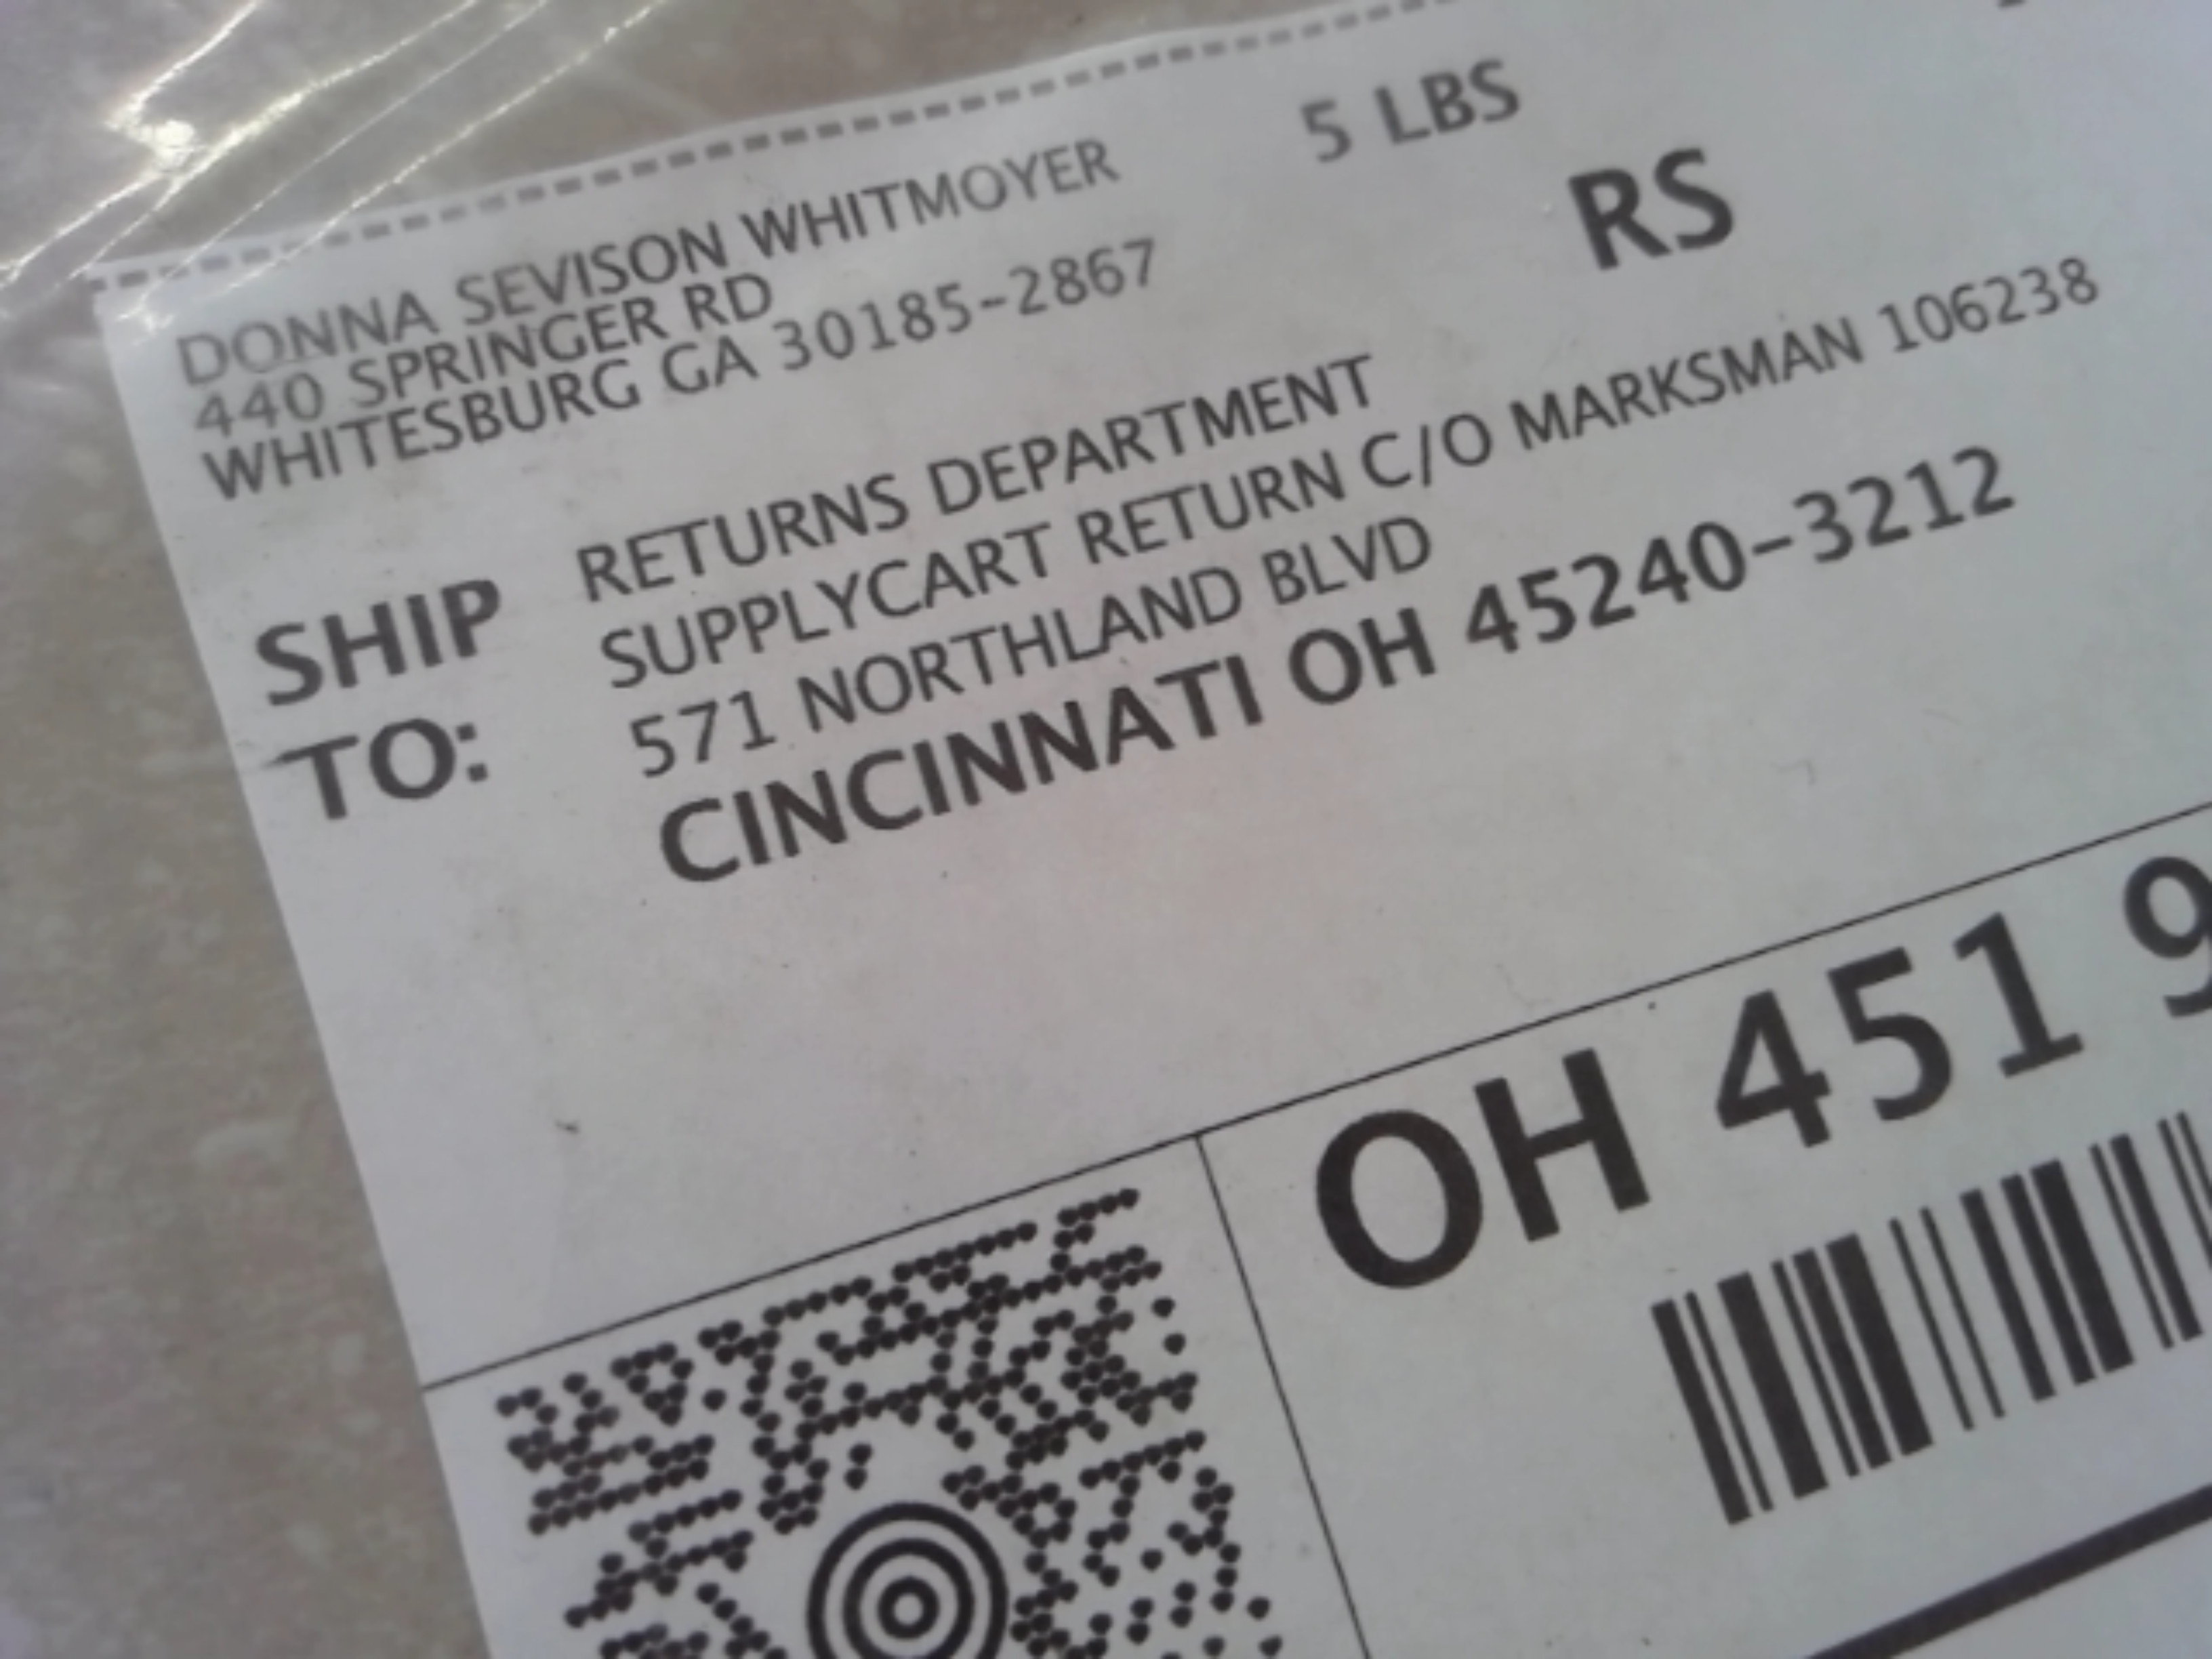 DONNA SEVISON WHITMOYER
440 SPRINGER RD
WHITESBURG GA 30185-2867
5 LBS
RS
SHIP TO:
RETURNS DEPARTMENT
SUPPLYCART RETURN C/O MARKSMAN 106238
571 NORTHLAND BLVD
CINCINNATI OH 45240-3212
OH 451 9